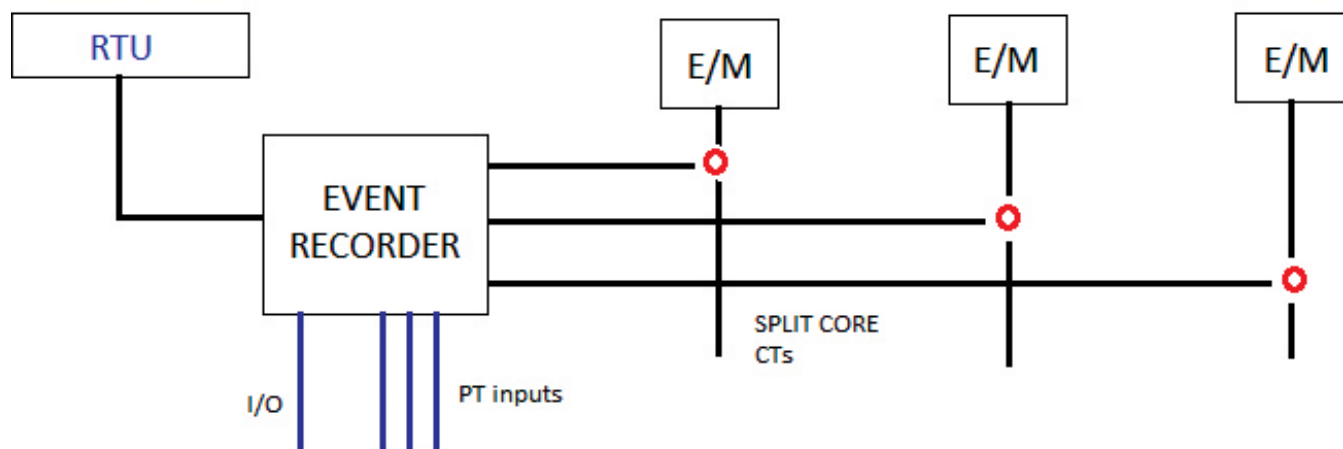 RTU
E/M
E/M
E/M
EVENT
RECORDER
SPLIT CORE
CTs
I/O
PT inputs